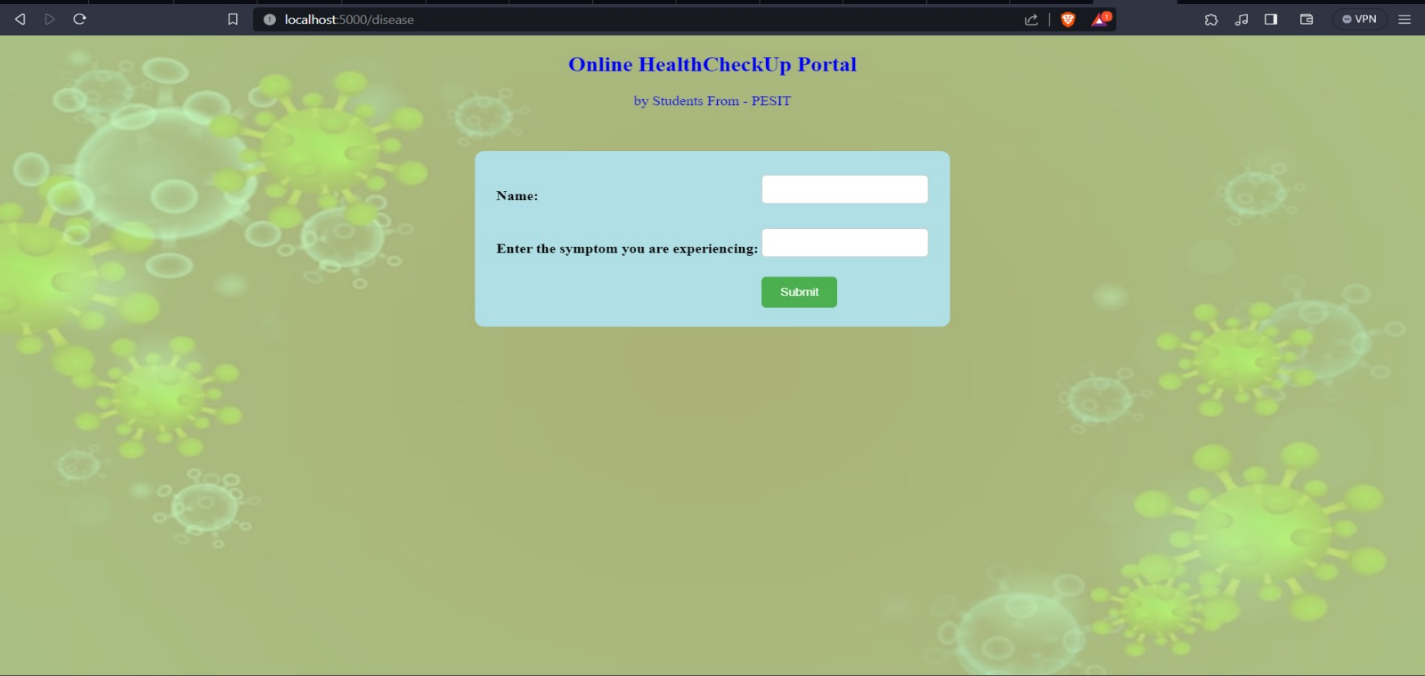 localhost:5000/disease
VPN
Online HealthCheckUp Portal
by Students From - PESIT
Name:
Enter the symptom you are experiencing:
Submit